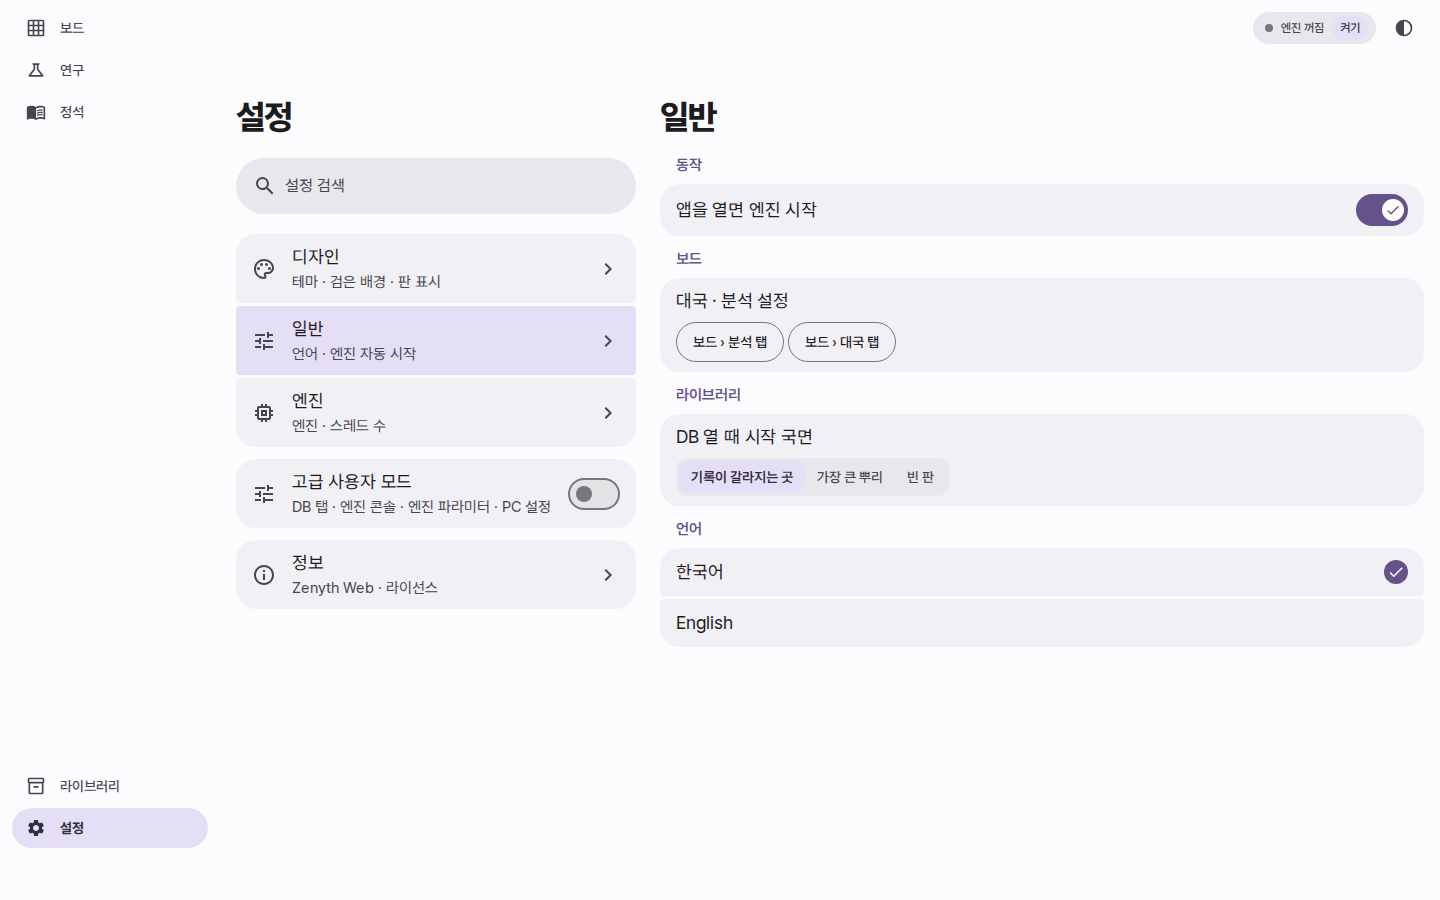 보드
연구
정석
엔진 꺼짐
켜기
설정
설정 검색
디자인
테마 · 검은 배경 · 판 표시
일반
언어 · 엔진 자동 시작
엔진
엔진 · 스레드 수
고급 사용자 모드
DB 탭 · 엔진 콘솔 · 엔진 파라미터 · PC 설정
정보
Zenyth Web · 라이선스
일반
동작
앱을 열면 엔진 시작
보드
대국 · 분석 설정
보드 › 분석 탭
보드 › 대국 탭
라이브러리
DB 열 때 시작 국면
기록이 갈라지는 곳
가장 큰 뿌리
빈 판
언어
한국어
English
라이브러리
설정